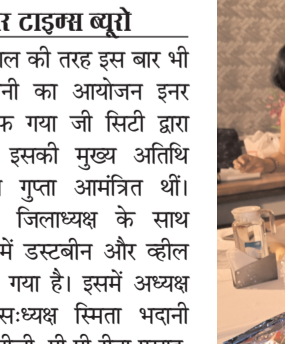 र टाइम्स ब्यूरो
ाल की तरह इस बार भी
नी का आयोजन इनर
फ गया जी सिटी द्वारा
इसकी मुख्य अतिथि
गुप्ता आमंत्रित थीं।
जिलाध्यक्ष के साथ
में डस्टबीन और व्हील
गया है। इसमें अध्यक्ष
सःध्यक्ष स्मिता भदानी